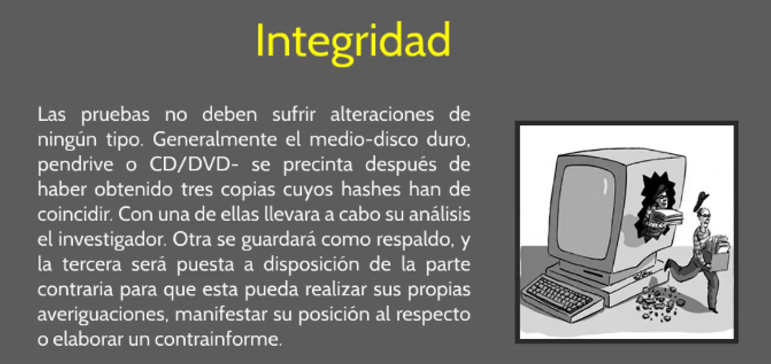 Integridad
Las pruebas no deben sufrir alteraciones de
ningún tipo. Generalmente el medio-disco duro,
pendrive o CD/DVD- se precinta después de
haber obtenido tres copias cuyos hashes han de
coincidir. Con una de ellas llevara a cabo su análisis
el investigador. Otra se guardará como respaldo, y
la tercera será puesta a disposición de la parte
contraria para que esta pueda realizar sus propias
averiguaciones, manifestar su posición al respecto
o elaborar un contrainforme.